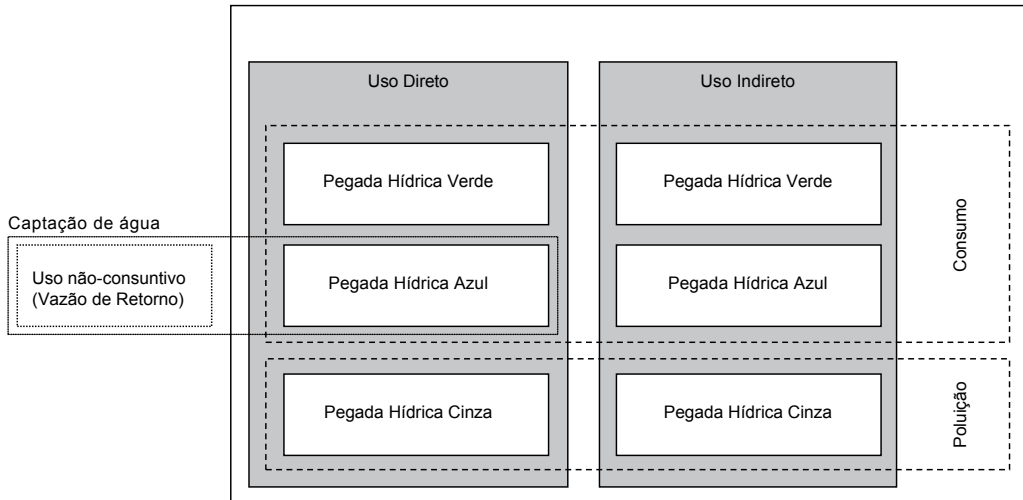 Uso Direto
Uso Indireto
Pegada Hídrica Verde
Pegada Hídrica Verde
Captação de água
Uso não-consuntivo
(Vazão de Retorno)
Pegada Hídrica Azul
Pegada Hídrica Azul
Consumo
Pegada Hídrica Cinza
Pegada Hídrica Cinza
Poluição